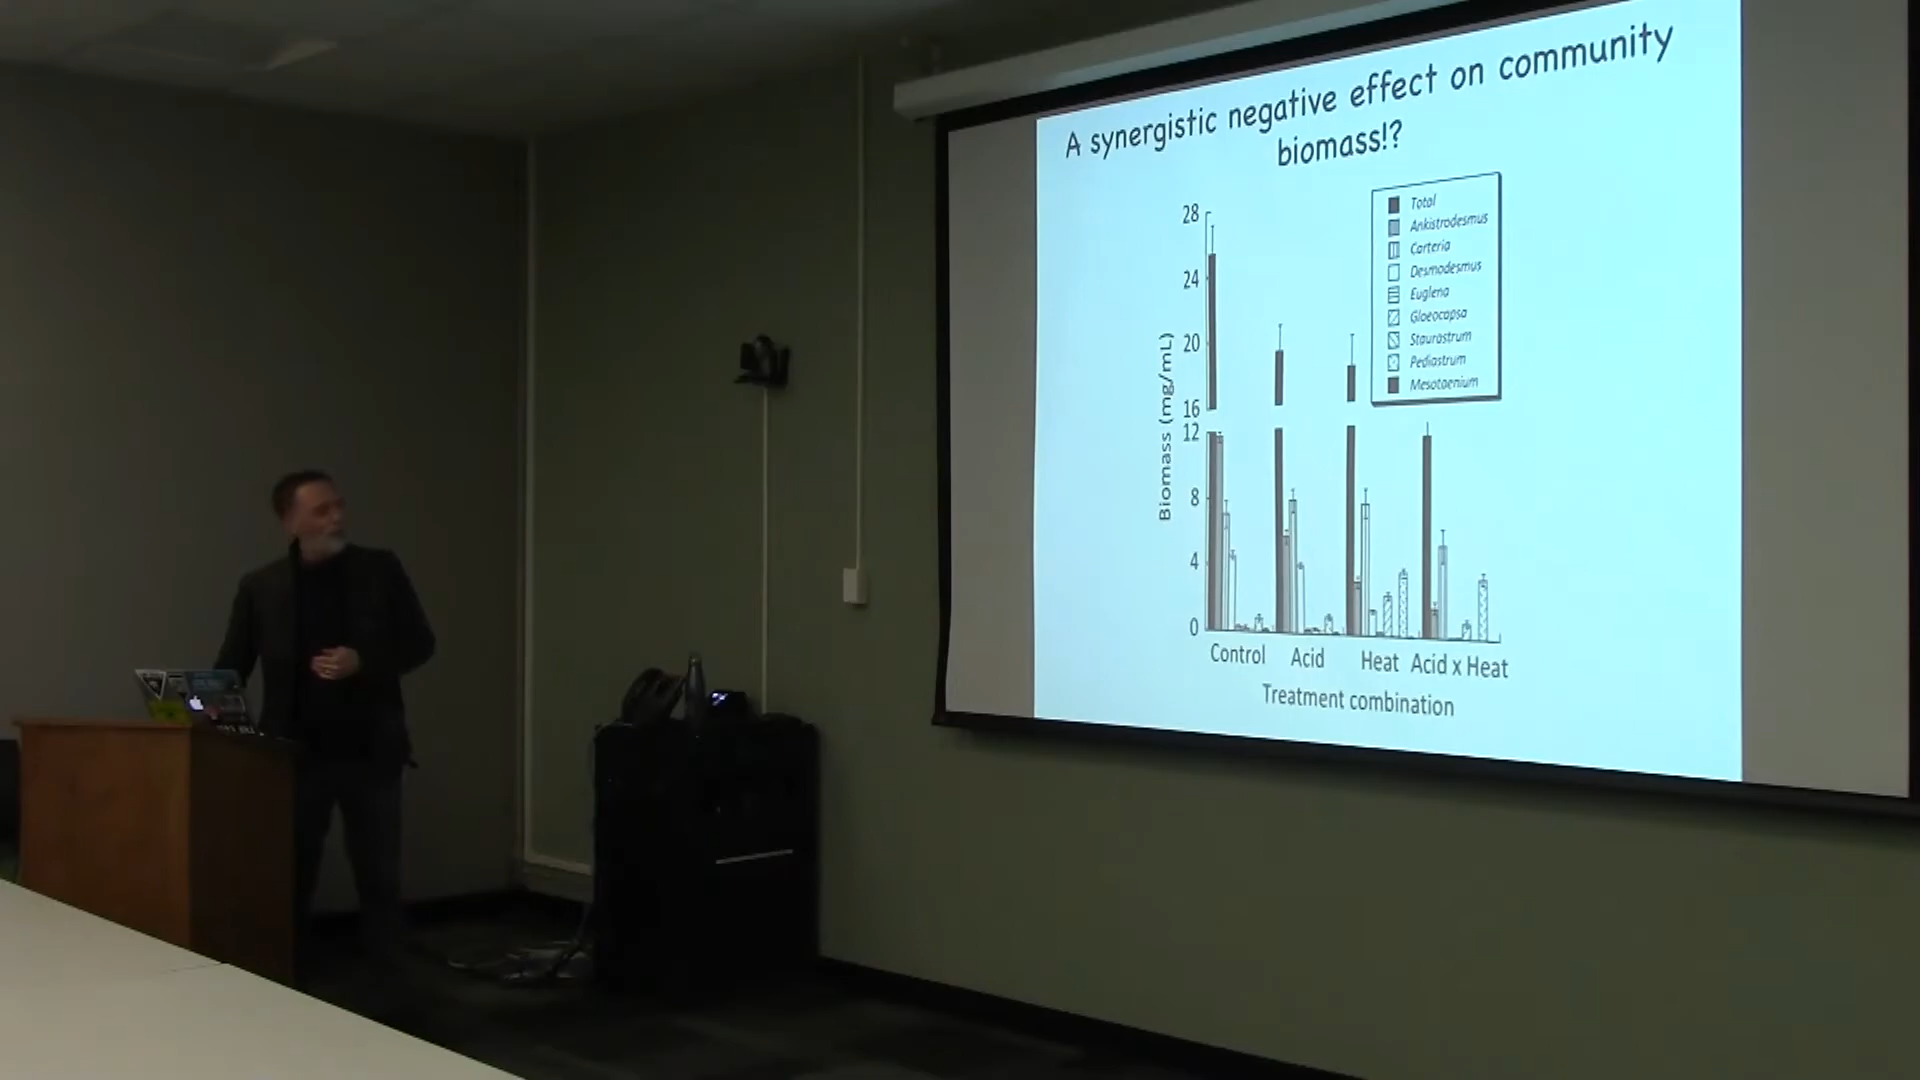 A synergistic negative effect on community
biomass!?
Total
Ankistrodesmus
Carteria
Desmodesmus
Euglena
Gloeocapsa
Staurastrum
Pediastrum
Mesotaenium
28
24
20
16
12
8
4
0
Biomass (mg/mL)
Control Acid Heat Acid x Heat
Treatment combination